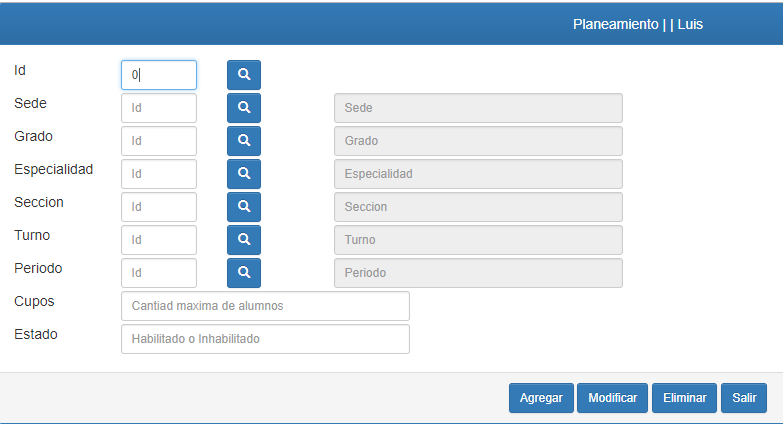 Planeamiento | | Luis
Id 0
Sede Id Sede
Grado Id Grado
Especialidad Id Especialidad
Seccion Id Seccion
Turno Id Turno
Periodo Id Periodo
Cupos Cantiad maxima de alumnos
Estado Habilitado o Inhabilitado
Agregar Modificar Eliminar Salir